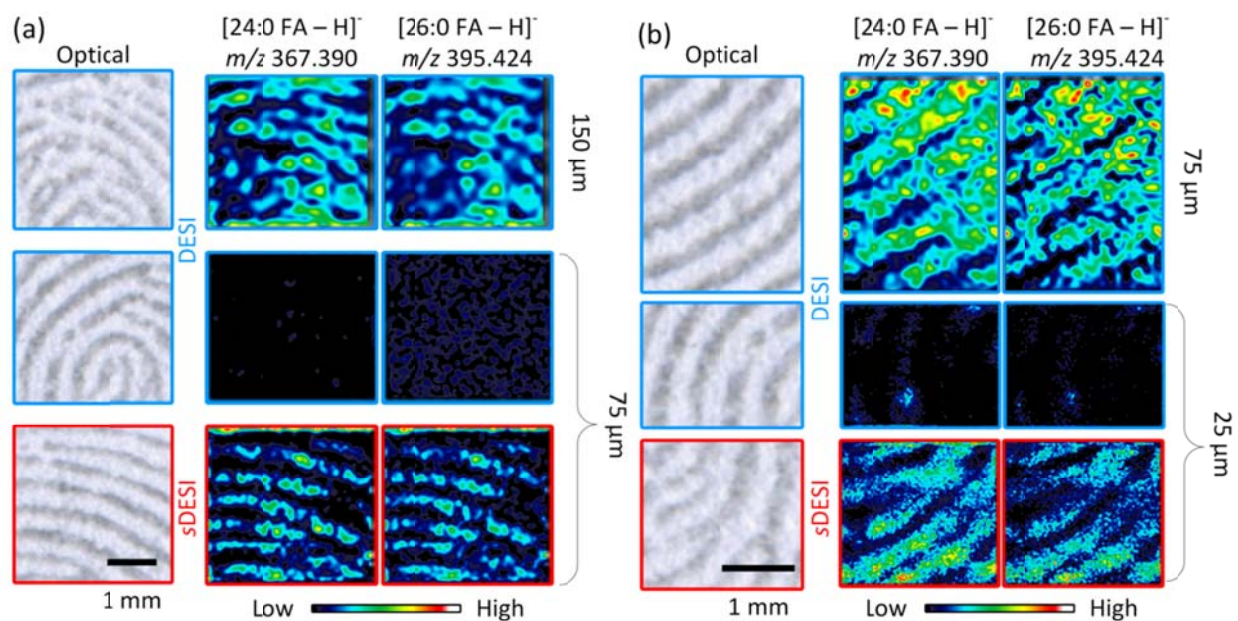 (a)
Optical
[24:0 FA – H]⁻
m/z 367.390
[26:0 FA – H]⁻
m/z 395.424
150 µm
DESI
75 µm
sDESI
1 mm
Low
High
(b)
Optical
[24:0 FA – H]⁻
m/z 367.390
[26:0 FA – H]⁻
m/z 395.424
75 µm
DESI
25 µm
sDESI
1 mm
Low
High